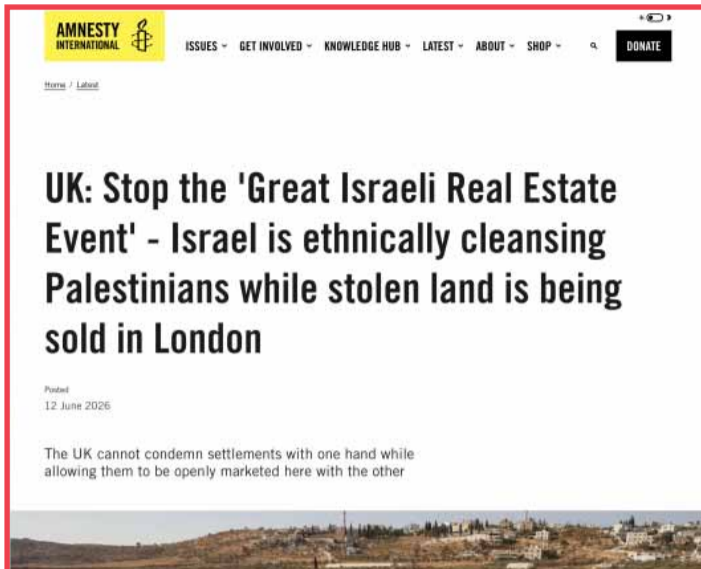 AMNESTY
INTERNATIONAL
ISSUES GET INVOLVED KNOWLEDGE HUB LATEST ABOUT SHOP DONATE
Home / Latest
UK: Stop the 'Great Israeli Real Estate
Event' - Israel is ethnically cleansing
Palestinians while stolen land is being
sold in London
Posted
12 June 2026
The UK cannot condemn settlements with one hand while
allowing them to be openly marketed here with the other